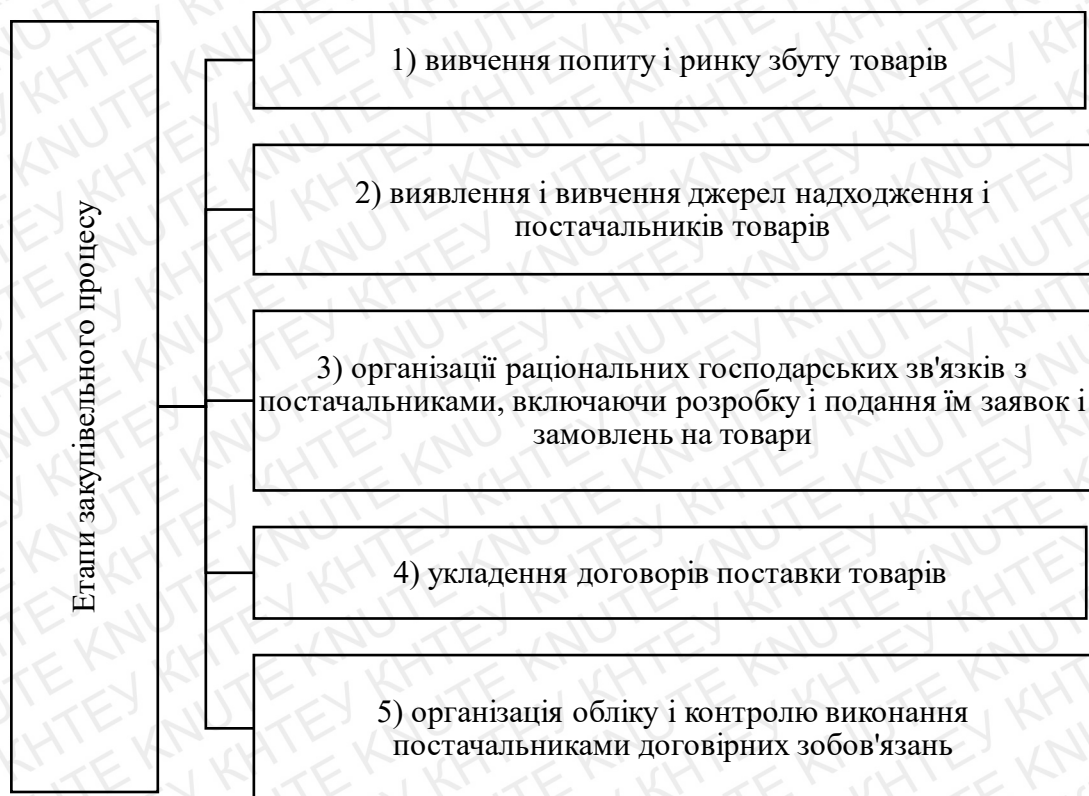 Етапи закупівельного процесу
1) вивчення попиту і ринку збуту товарів
2) виявлення і вивчення джерел надходження і
постачальників товарів
3) організації раціональних господарських зв'язків з
постачальниками, включаючи розробку і подання їм заявок і
замовлень на товари
4) укладення договорів поставки товарів
5) організація обліку і контролю виконання
постачальниками договірних зобов'язань